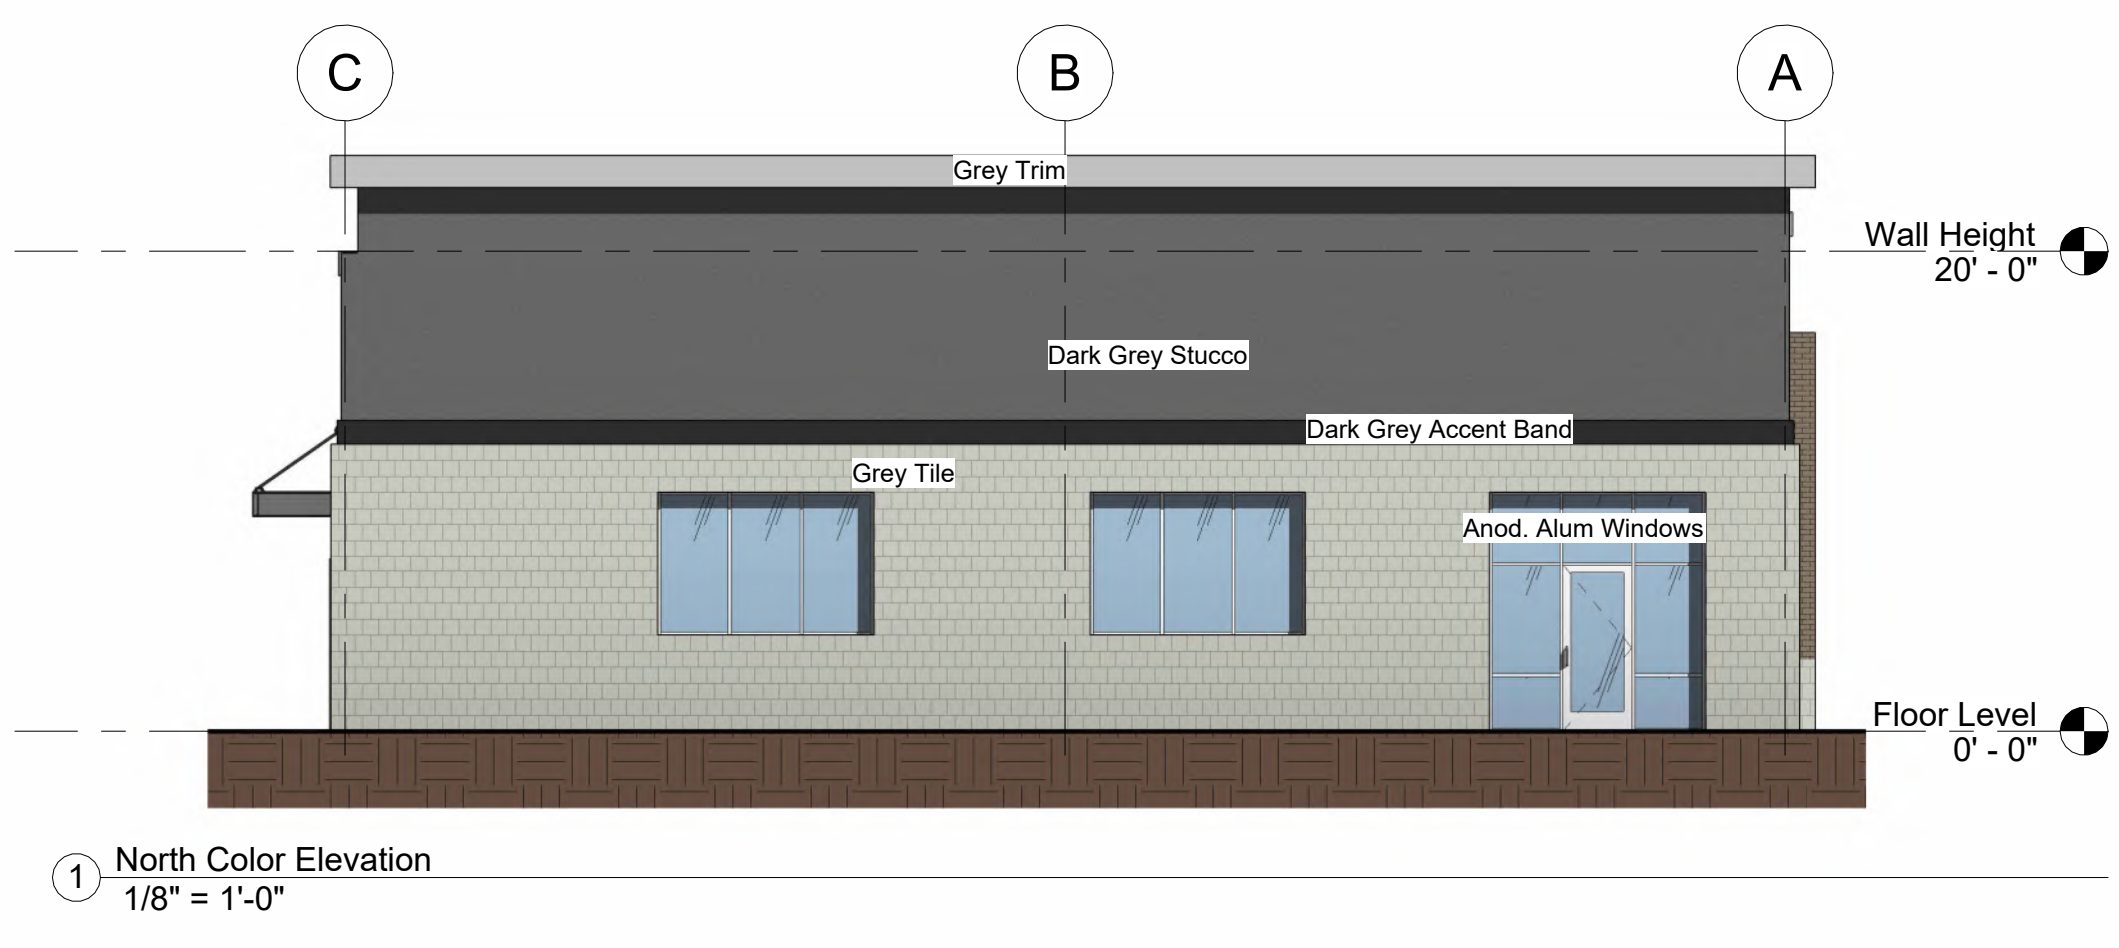 C
B
A
Grey Trim
Wall Height
20' - 0"
Dark Grey Stucco
Dark Grey Accent Band
Grey Tile
Anod. Alum Windows
Floor Level
0' - 0"
1
North Color Elevation
1/8" = 1'-0"